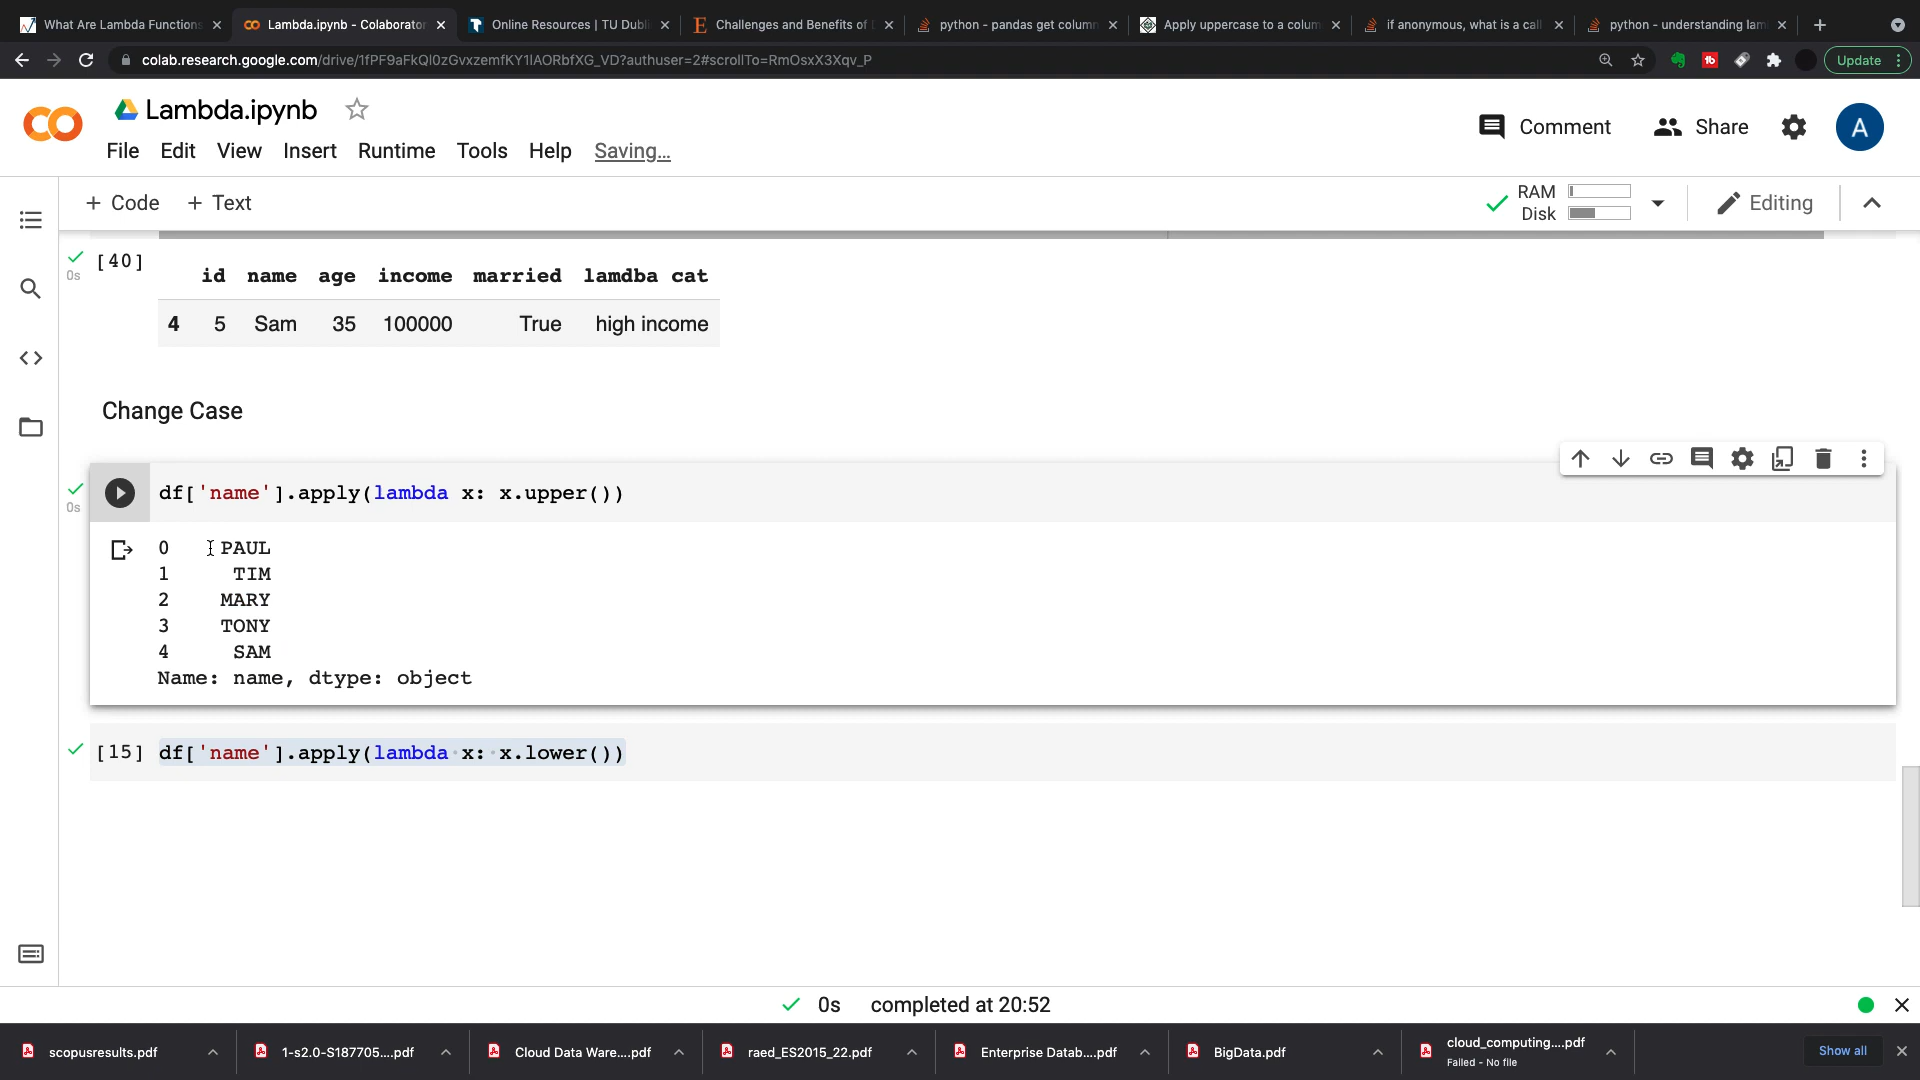 What Are Lambda Functions
Lambda.ipynb - Colaborator
Online Resources | TU Dubli
Challenges and Benefits of D
python - pandas get column
Apply uppercase to a colum
if anonymous, what is a call
python - understanding lam
colab.research.google.com/drive/1fPF9aFkQl0zGvxzemfKY1lAORbfXG_VD?authuser=2#scrollTo=RmOsxX3Xqv_P
Update
Lambda.ipynb
Comment
Share
A
File Edit View Insert Runtime Tools Help Saving...
+ Code + Text
RAM
Disk
Editing
0s
[40]
id name age income married lamdba cat
4 5 Sam 35 100000 True high income
Change Case
0s
df['name'].apply(lambda x: x.upper())
0 PAUL
1 TIM
2 MARY
3 TONY
4 SAM
Name: name, dtype: object
[15] df['name'].apply(lambda x: x.lower())
0s completed at 20:52
scopusresults.pdf
1-s2.0-S187705....pdf
Cloud Data Ware....pdf
raed_ES2015_22.pdf
Enterprise Datab....pdf
BigData.pdf
cloud_computing....pdf
Failed - No file
Show all